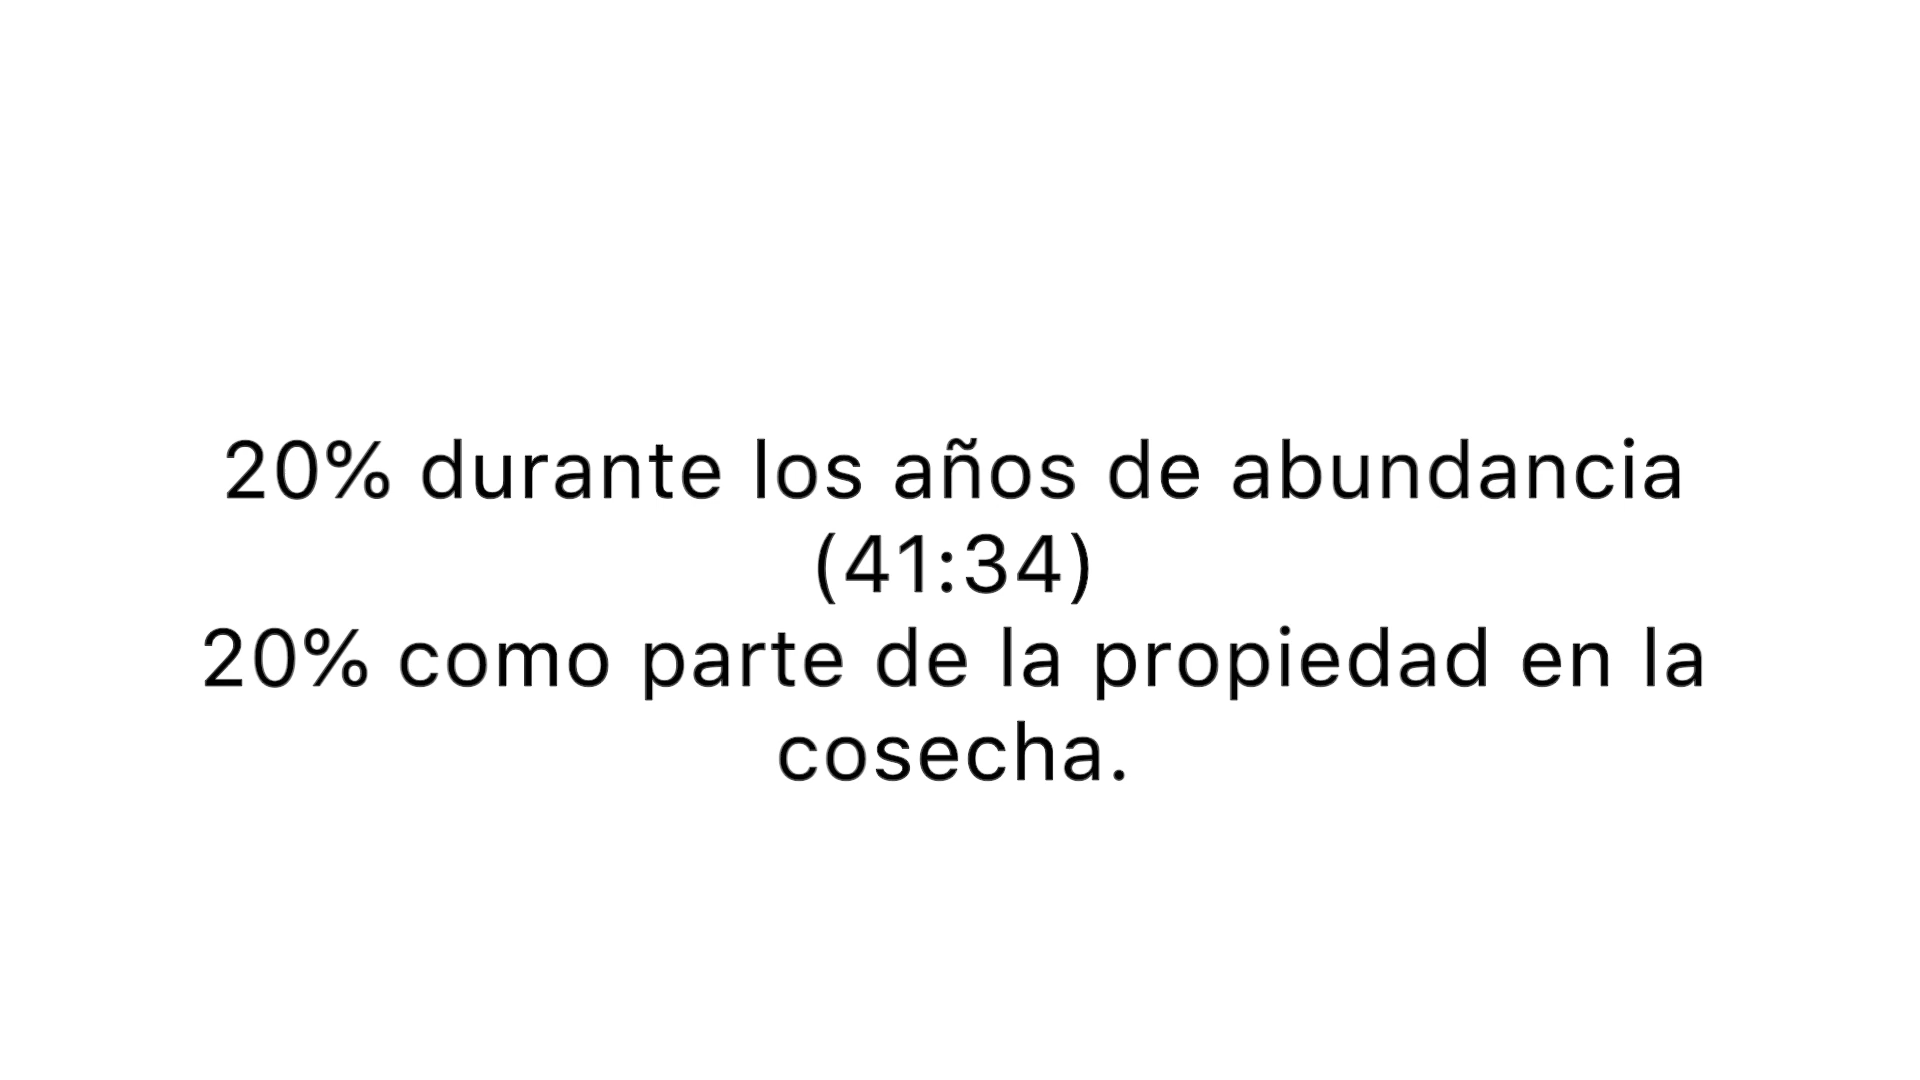 20% durante los años de abundancia
(41:34)
20% como parte de la propiedad en la
cosecha.